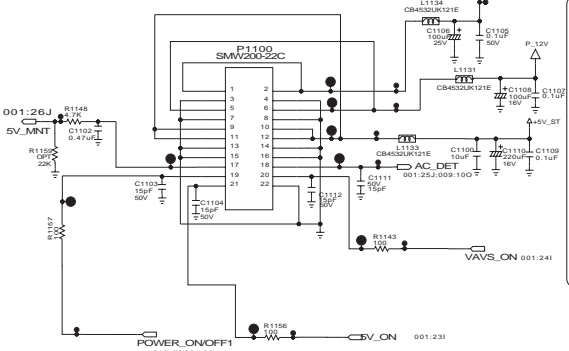 L1134
CB4532UK121E
C1106
100uF
25V
C1105
0.1uF
50V
P_12V
P1100
SMW200-22C
L1131
CB4532UK121E
C1108
100uF
16V
C1107
0.1uF
001:26J
5V_MNT
R1148
4.7K
C1102
0.47uF
R1159
OPT
22K
1
2
3
4
5
6
7
8
9
10
11
12
13
14
15
16
17
18
19
20
21
22
+5V_ST
L1133
CB4532UK121E
C1100
10uF
C1110
220uF
16V
C1109
0.1uF
AC_DET
001:25J;009:10O
C1103
15pF
50V
C1104
15pF
50V
C1112
15pF
50V
C1111
50V
15pF
R1157
100
R1143
100
VAVS_ON 001:24I
R1156
100
POWER_ON/OFF1
5V_ON 001:23I